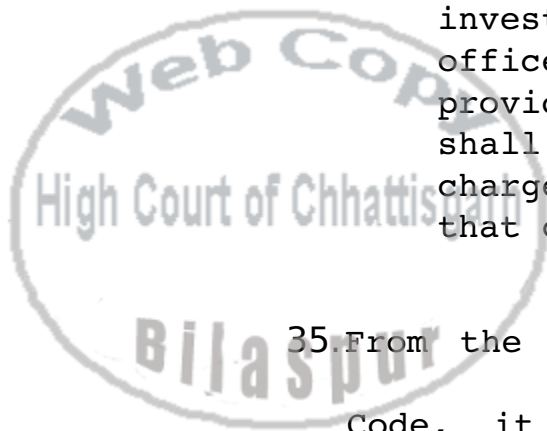 invest
office
provid
shall
charge
that
Web Copy
High Court of Chhattisgarh
Bilaspur
35.From the
Code, it